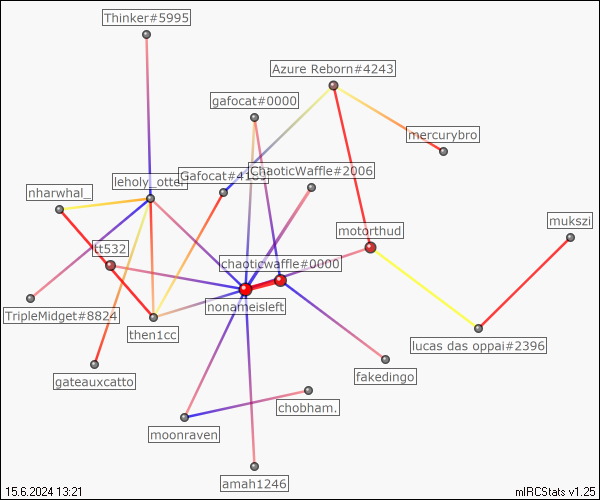 Thinker#5995
Azure Reborn#4243
gafocat#0000
mercurybro
ChaoticWaffle#2006
leholy_otter
nharwhal_
mukszi
motorthud
tt532
chaoticwaffle#0000
nonameisleft
TripleMidget#8824
then1cc
lucas das oppai#2396
gateauxcatto
fakedingo
chobham.
moonraven
amah1246
15.6.2024 13:21
mIRCStats v1.25